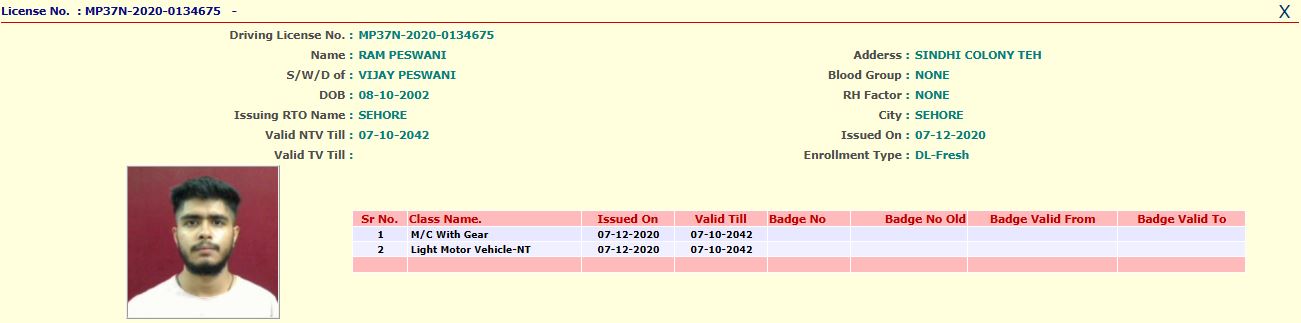 License No. : MP37N-2020-0134675 - X
Driving License No. : MP37N-2020-0134675
Name : RAM PESWANI Adderss : SINDHI COLONY TEH
S/W/D of : VIJAY PESWANI Blood Group : NONE
DOB : 08-10-2002 RH Factor : NONE
Issuing RTO Name : SEHORE City : SEHORE
Valid NTV Till : 07-10-2042 Issued On : 07-12-2020
Valid TV Till : Enrollment Type : DL-Fresh
Sr No. Class Name. Issued On Valid Till Badge No Badge No Old Badge Valid From Badge Valid To
1 M/C With Gear 07-12-2020 07-10-2042
2 Light Motor Vehicle-NT 07-12-2020 07-10-2042